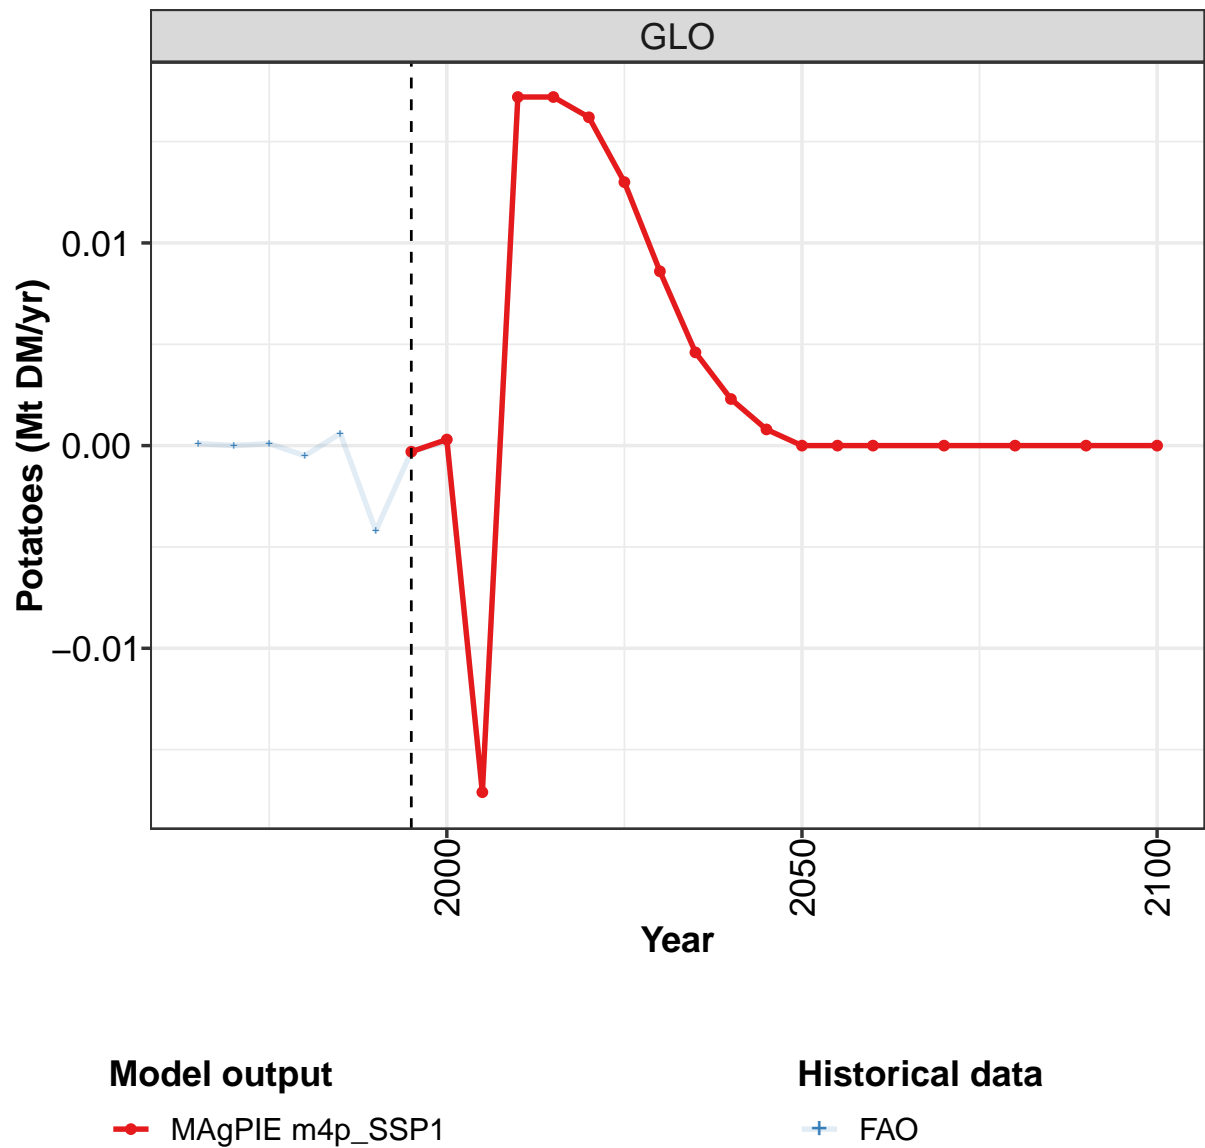 GLO
Potatoes (Mt DM/yr)
0.01
0.00
−0.01
2000
2050
2100
Year
Model output
Historical data
MAgPIE m4p_SSP1
FAO